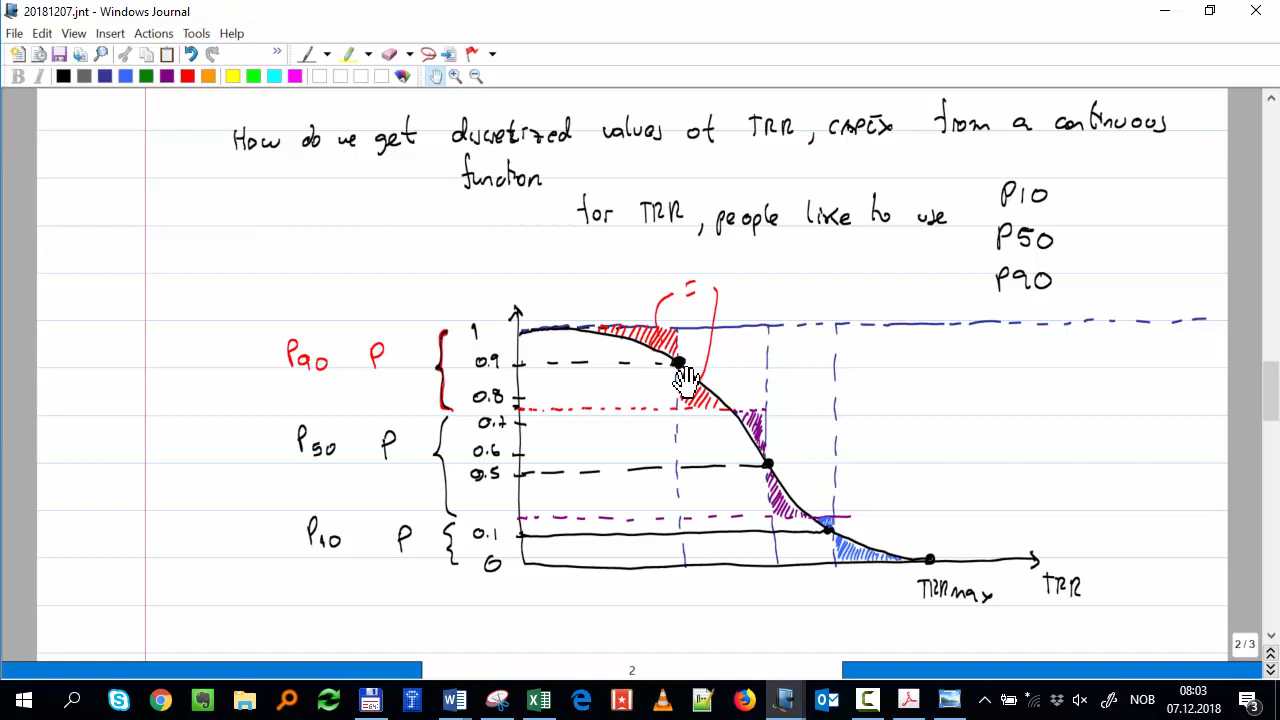 20181207.jnt - Windows Journal
File Edit View Insert Actions Tools Help
B I
How do we get discretized values of TRR, CAPEX from a continuous
function
for TRR, people like to use
P10
P50
P90
=
1
P90 P
0.9
0.8
0.7
P50 P
0.6
0.5
P10 P
0.1
0
TRRmax
TRR
2 / 3
2
NOB
08:03
07.12.2018
3